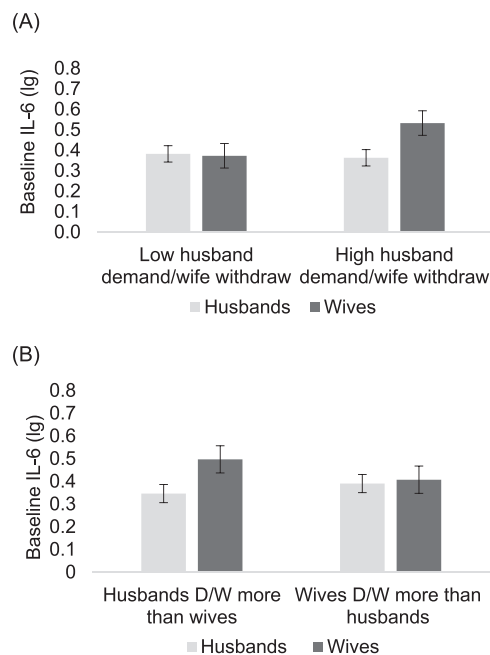 (A)
Baseline IL-6 (lg)
0.8
0.7
0.6
0.5
0.4
0.3
0.2
0.1
0.0
Low husband demand/wife withdraw
High husband demand/wife withdraw
Husbands
Wives
(B)
Baseline IL-6 (lg)
0.8
0.7
0.6
0.5
0.4
0.3
0.2
0.1
0
Husbands D/W more than wives
Wives D/W more than husbands
Husbands
Wives